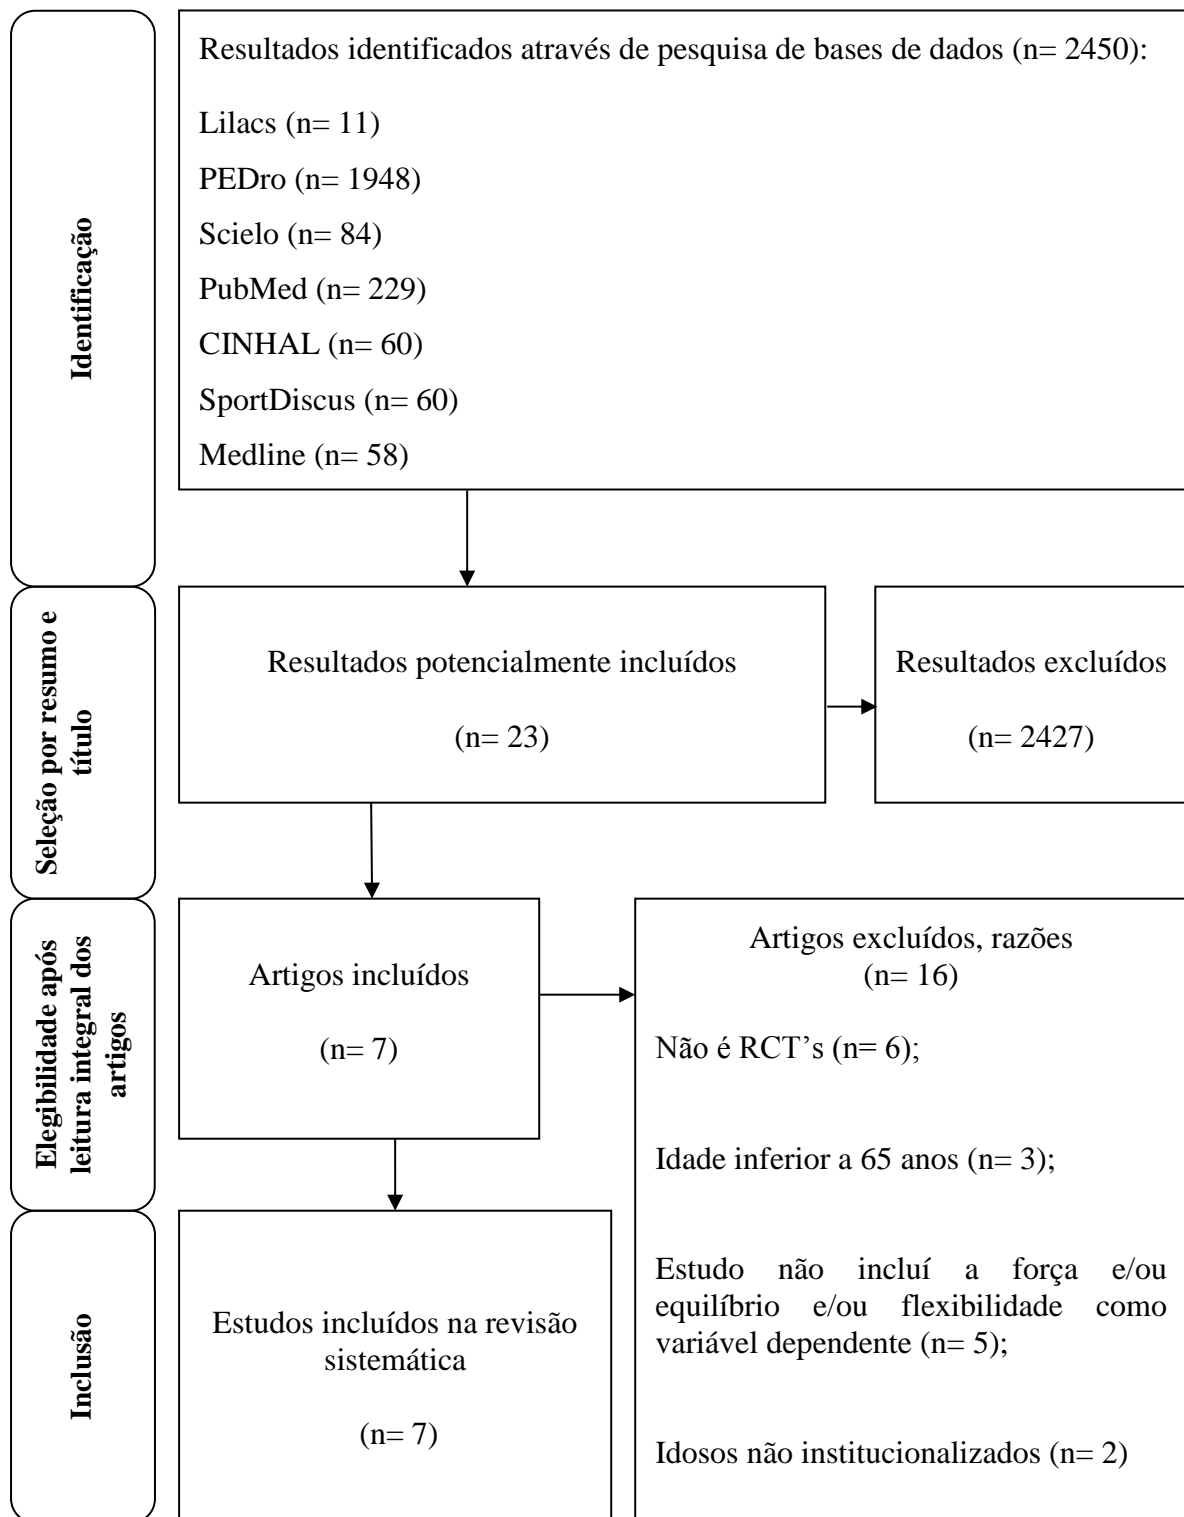 Identificação
Resultados identificados através de pesquisa de bases de dados (n= 2450):
Lilacs (n= 11)
PEDro (n= 1948)
Scielo (n= 84)
PubMed (n= 229)
CINHAL (n= 60)
SportDiscus (n= 60)
Medline (n= 58)
Seleção por resumo e
título
Resultados potencialmente incluídos
(n= 23)
Resultados excluídos
(n= 2427)
Elegibilidade após
leitura integral dos
artigos
Artigos incluídos
(n= 7)
Artigos excluídos, razões
(n= 16)
Não é RCT’s (n= 6);
Idade inferior a 65 anos (n= 3);
Estudo não incluí a força e/ou
equilíbrio e/ou flexibilidade como
variável dependente (n= 5);
Idosos não institucionalizados (n= 2)
Inclusão
Estudos incluídos na revisão
sistemática
(n= 7)